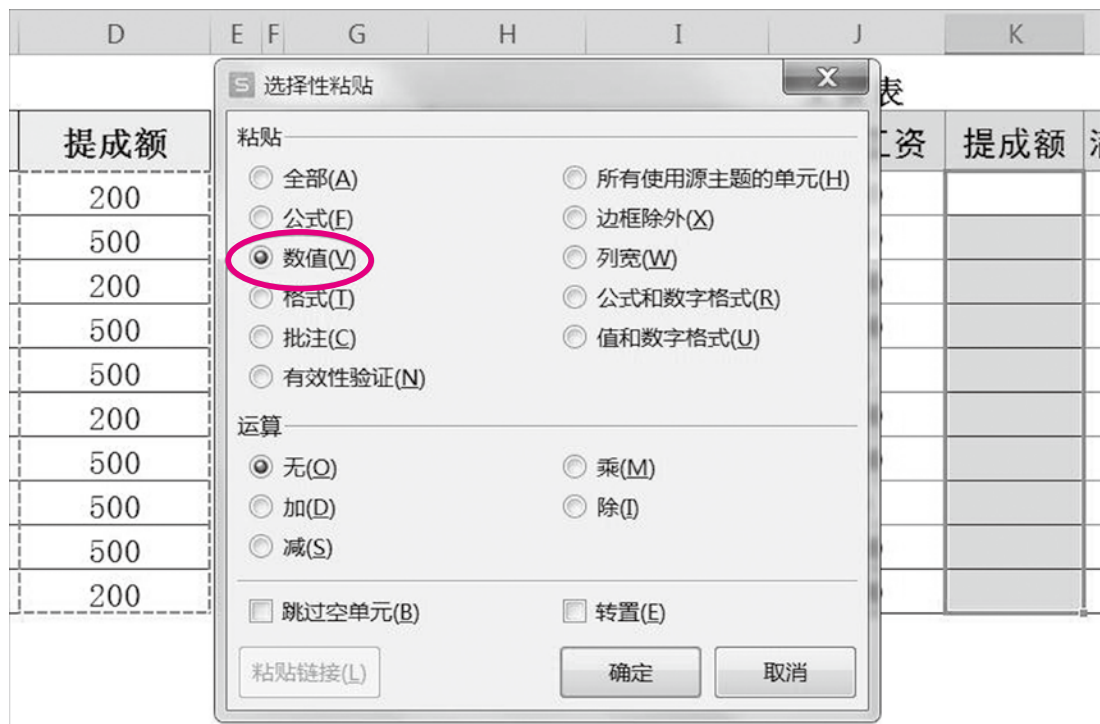 D E F G H I J K
选择性粘贴
表
提成额
资 提成额
粘贴
全部(A) 所有使用源主题的单元(H)
公式(F) 边框除外(X)
数值(V) 列宽(W)
格式(T) 公式和数字格式(R)
批注(C) 值和数字格式(U)
有效性验证(N)
运算
无(O) 乘(M)
加(D) 除(I)
减(S)
跳过空单元(B) 转置(E)
粘贴链接(L) 确定 取消
200
500
200
500
500
200
500
500
500
200